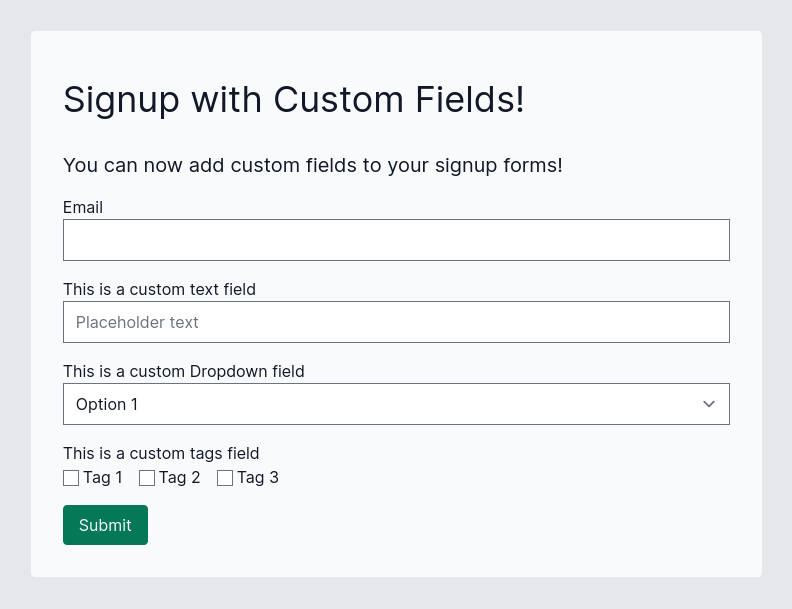 Signup with Custom Fields!
You can now add custom fields to your signup forms!
Email
This is a custom text field
Placeholder text
This is a custom Dropdown field
Option 1
This is a custom tags field
Tag 1 Tag 2 Tag 3
Submit